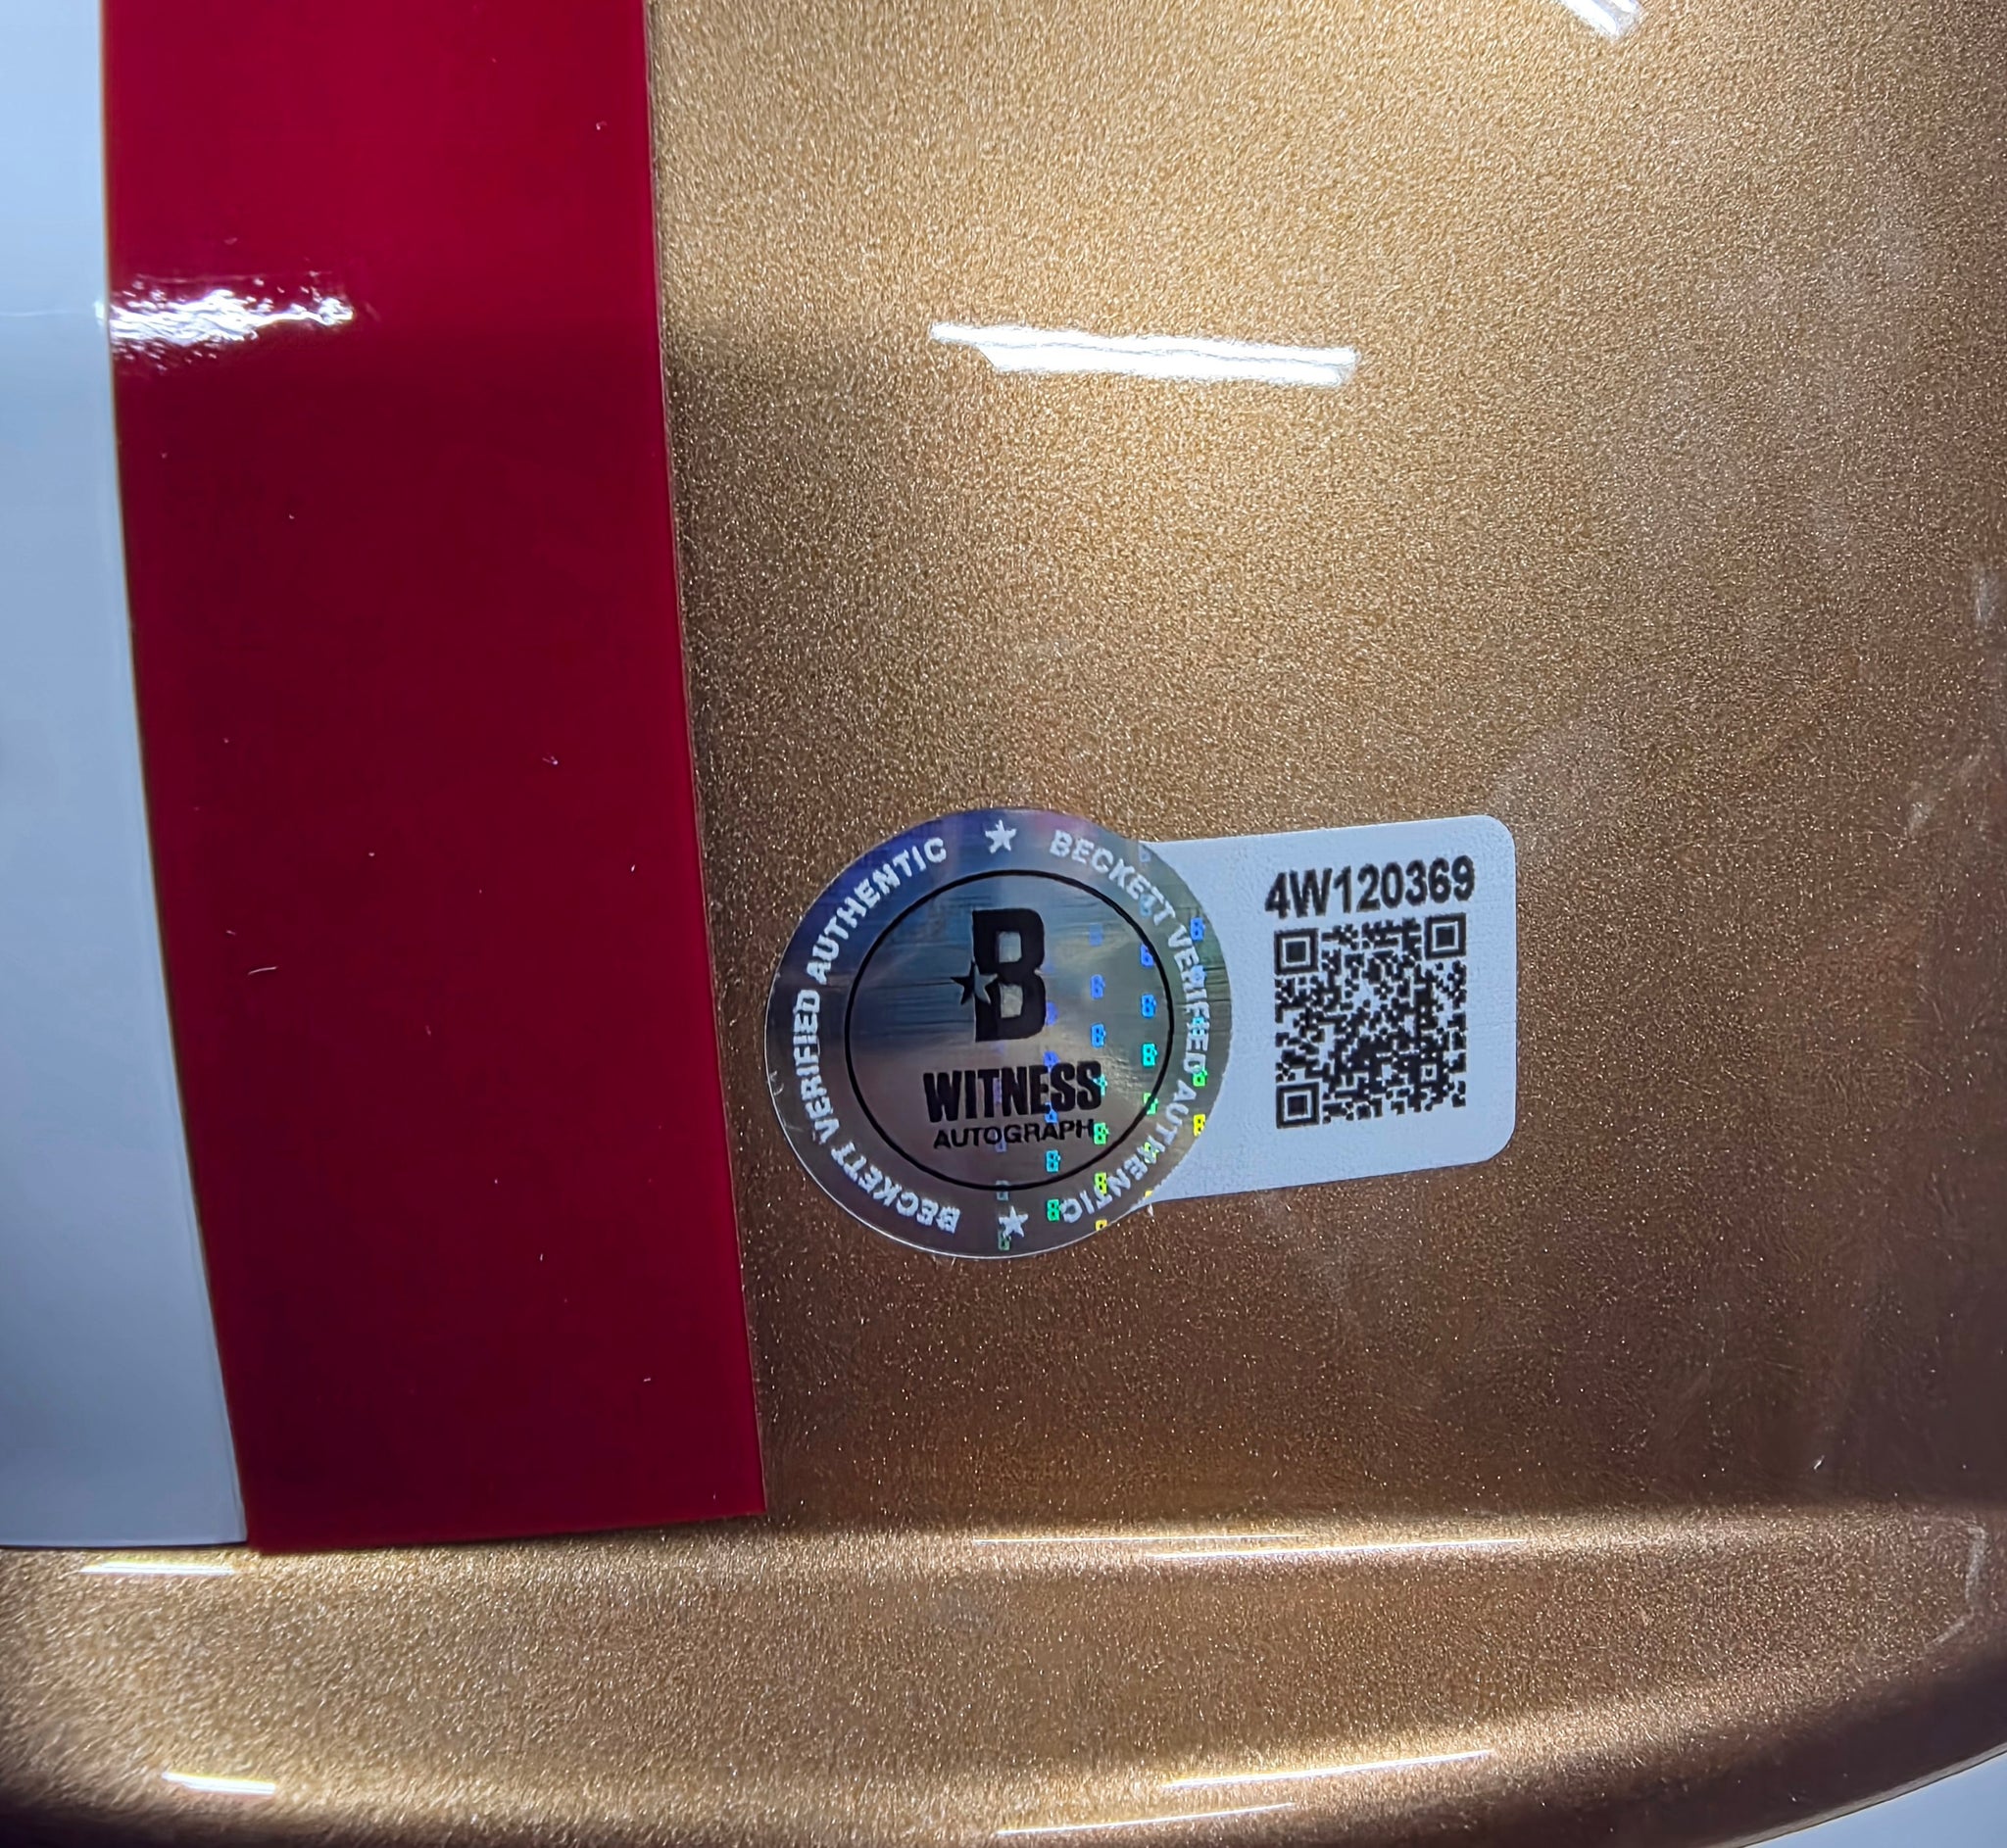 BECKETT VERIFIED AUTHENTIC ★ BECKETT VERIFIED AUTHENTIC ★
B
WITNESS
AUTOGRAPH
4W120369